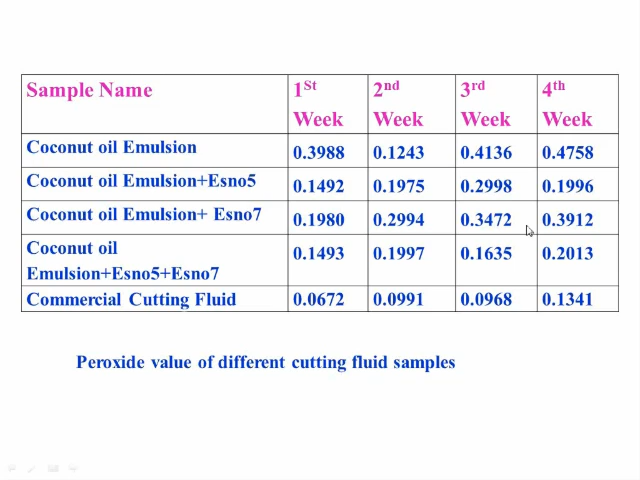 Sample Name 1St Week 2nd Week 3rd Week 4th Week
Coconut oil Emulsion 0.3988 0.1243 0.4136 0.4758
Coconut oil Emulsion+Esno5 0.1492 0.1975 0.2998 0.1996
Coconut oil Emulsion+ Esno7 0.1980 0.2994 0.3472 0.3912
Coconut oil
Emulsion+Esno5+Esno7 0.1493 0.1997 0.1635 0.2013
Commercial Cutting Fluid 0.0672 0.0991 0.0968 0.1341
Peroxide value of different cutting fluid samples